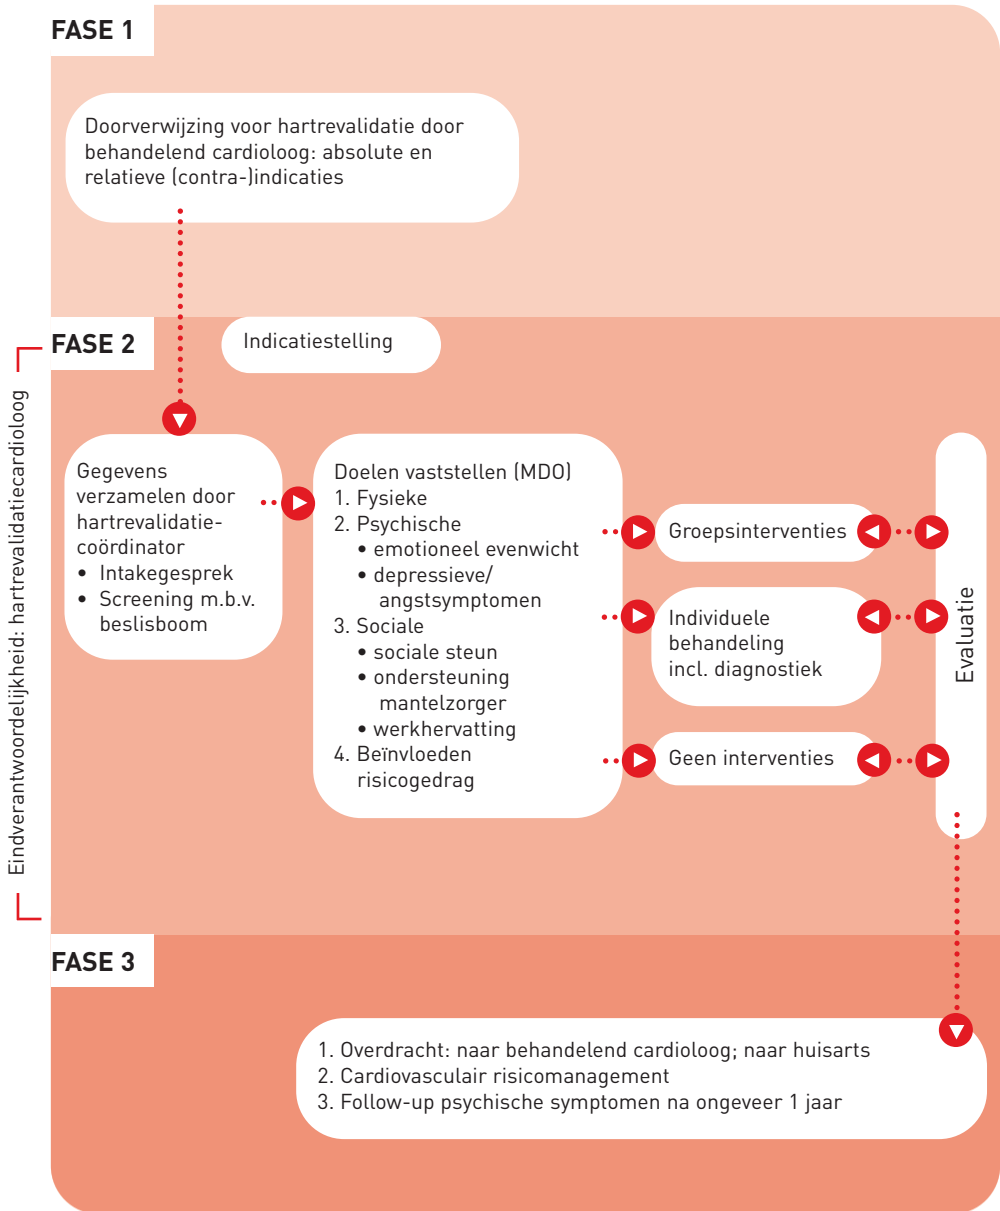 FASE 1
Doorverwijzing voor hartrevalidatie door
behandelend cardioloog: absolute en
relatieve (contra-)indicaties
FASE 2
Indicatiestelling
Eindverantwoordelijkheid: hartrevalidatiecardioloog
Gegevens
verzamelen door
hartrevalidatie-
coördinator
• Intakegesprek
• Screening m.b.v.
beslisboom
Doelen vaststellen (MDO)
1. Fysieke
2. Psychische
• emotioneel evenwicht
• depressieve/
angstsymptomen
3. Sociale
• sociale steun
• ondersteuning
mantelzorger
• werkhervatting
4. Beïnvloeden
risicogedrag
Groepsinterventies
Individuele
behandeling
incl. diagnostiek
Geen interventies
Evaluatie
FASE 3
1. Overdracht: naar behandelend cardioloog; naar huisarts
2. Cardiovasculair risicomanagement
3. Follow-up psychische symptomen na ongeveer 1 jaar